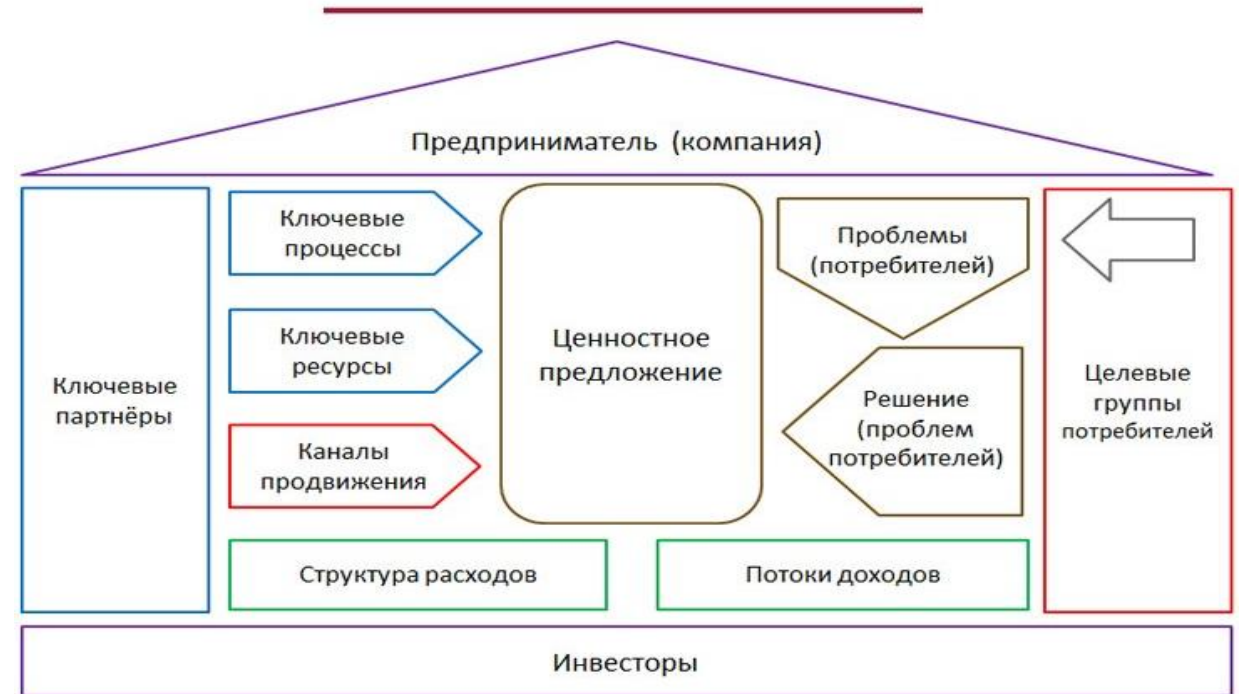 Предприниматель (компания)
Ключевые
партнёры
Ключевые
процессы
Ключевые
ресурсы
Каналы
продвижения
Ценностное
предложение
Проблемы
(потребителей)
Решение
(проблем
потребителей)
Целевые
группы
потребителей
Структура расходов
Потоки доходов
Инвесторы